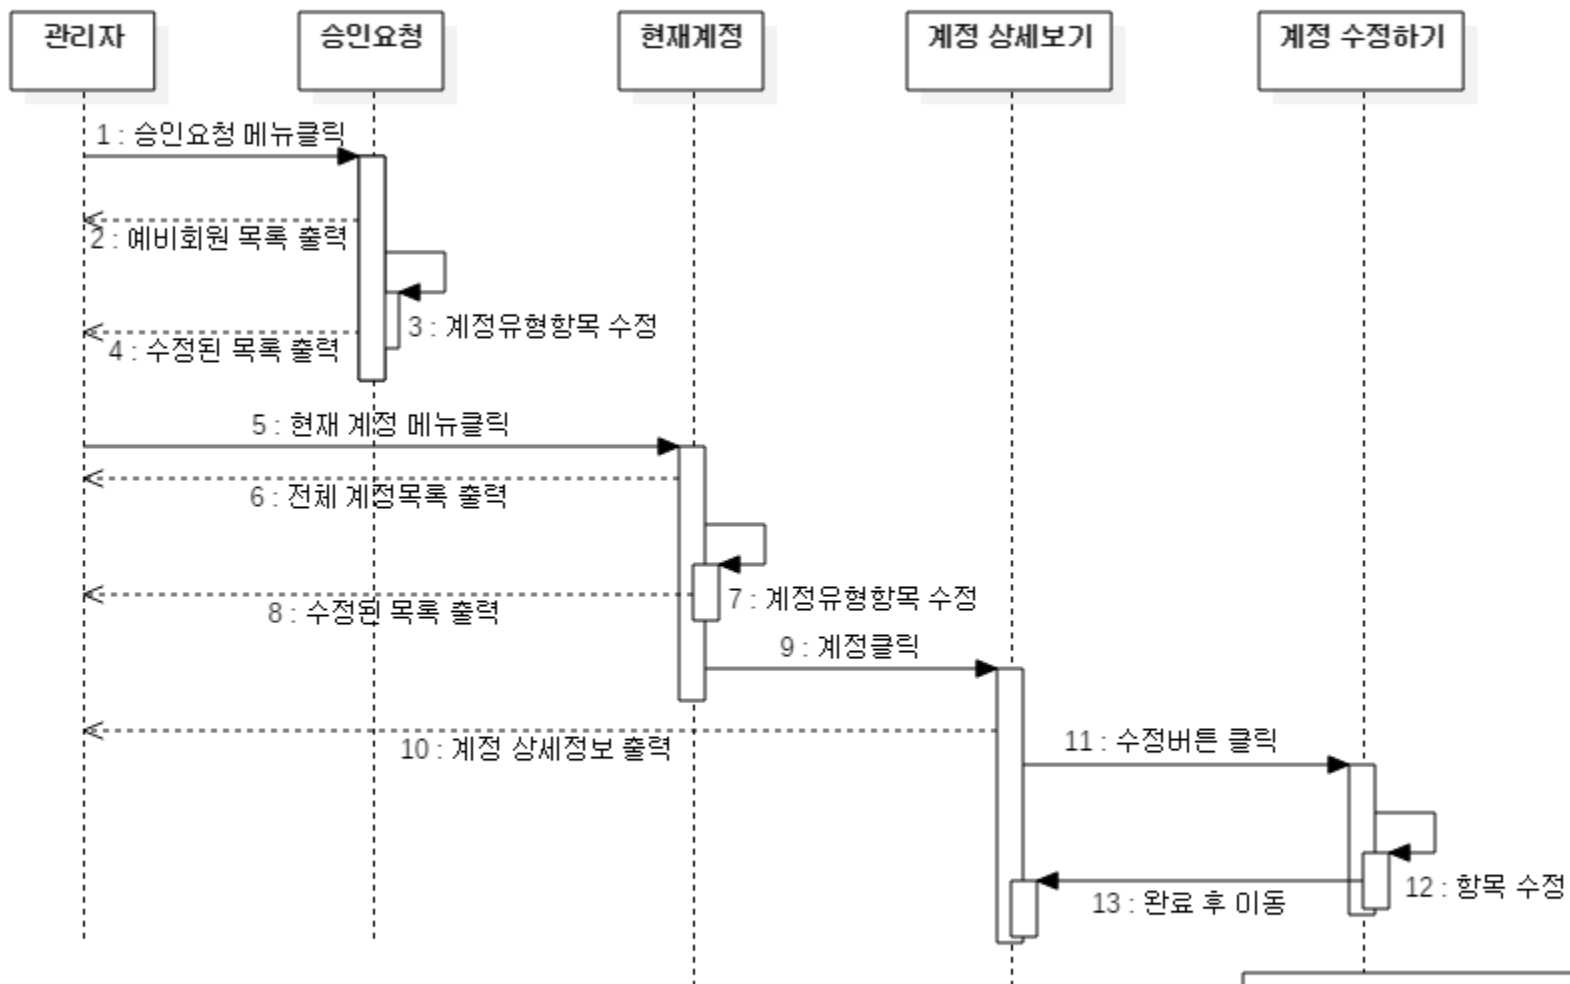 관리자
승인요청
현재계정
계정 상세보기
계정 수정하기
1 : 승인요청 메뉴클릭
2 : 예비회원 목록 출력
3 : 계정유형항목 수정
4 : 수정된 목록 출력
5 : 현재 계정 메뉴클릭
6 : 전체 계정목록 출력
7 : 계정유형항목 수정
8 : 수정된 목록 출력
9 : 계정클릭
10 : 계정 상세정보 출력
11 : 수정버튼 클릭
12 : 항목 수정
13 : 완료 후 이동